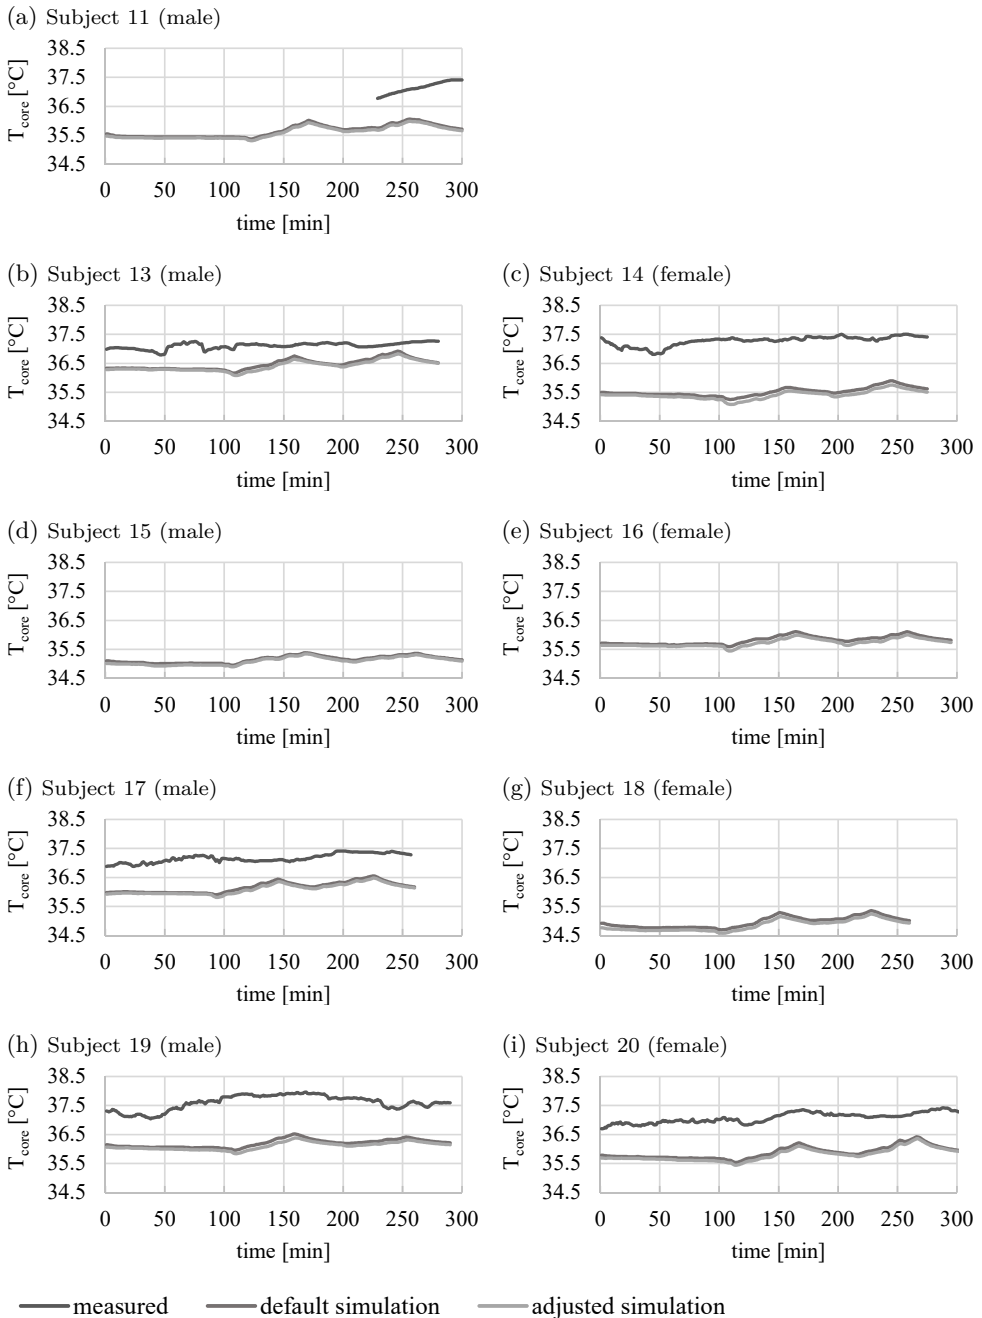 (a) Subject 11 (male)
T_core [°C]
38.5
37.5
36.5
35.5
34.5
0 50 100 150 200 250 300
time [min]
(b) Subject 13 (male)
T_core [°C]
38.5
37.5
36.5
35.5
34.5
0 50 100 150 200 250 300
time [min]
(c) Subject 14 (female)
T_core [°C]
38.5
37.5
36.5
35.5
34.5
0 50 100 150 200 250 300
time [min]
(d) Subject 15 (male)
T_core [°C]
38.5
37.5
36.5
35.5
34.5
0 50 100 150 200 250 300
time [min]
(e) Subject 16 (female)
T_core [°C]
38.5
37.5
36.5
35.5
34.5
0 50 100 150 200 250 300
time [min]
(f) Subject 17 (male)
T_core [°C]
38.5
37.5
36.5
35.5
34.5
0 50 100 150 200 250 300
time [min]
(g) Subject 18 (female)
T_core [°C]
38.5
37.5
36.5
35.5
34.5
0 50 100 150 200 250 300
time [min]
(h) Subject 19 (male)
T_core [°C]
38.5
37.5
36.5
35.5
34.5
0 50 100 150 200 250 300
time [min]
(i) Subject 20 (female)
T_core [°C]
38.5
37.5
36.5
35.5
34.5
0 50 100 150 200 250 300
time [min]
measured default simulation adjusted simulation